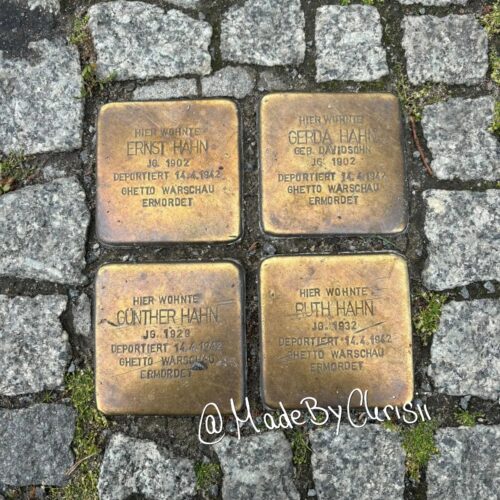 HIER WOHNTE
ERNST HAHN
JG. 1902
DEPORTIERT 14.4.1942
GHETTO WARSCHAU
ERMORDET
HIER WOHNTE
GERDA HAHN
GEB. DAVIDSOHN
JG. 1902
DEPORTIERT 14.4.1942
GHETTO WARSCHAU
ERMORDET
HIER WOHNTE
GÜNTHER HAHN
JG. 1929
DEPORTIERT 14.4.1942
GHETTO WARSCHAU
ERMORDET
HIER WOHNTE
RUTH HAHN
JG. 1932
DEPORTIERT 14.4.1942
GHETTO WARSCHAU
ERMORDET
@MadeByChrisii